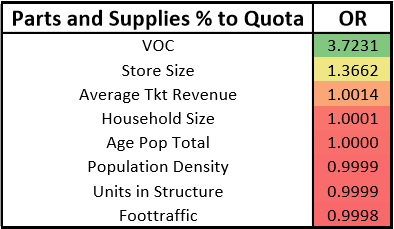 Parts and Supplies % to Quota OR
VOC 3.7231
Store Size 1.3662
Average Tkt Revenue 1.0014
Household Size 1.0001
Age Pop Total 1.0000
Population Density 0.9999
Units in Structure 0.9999
Foottraffic 0.9998